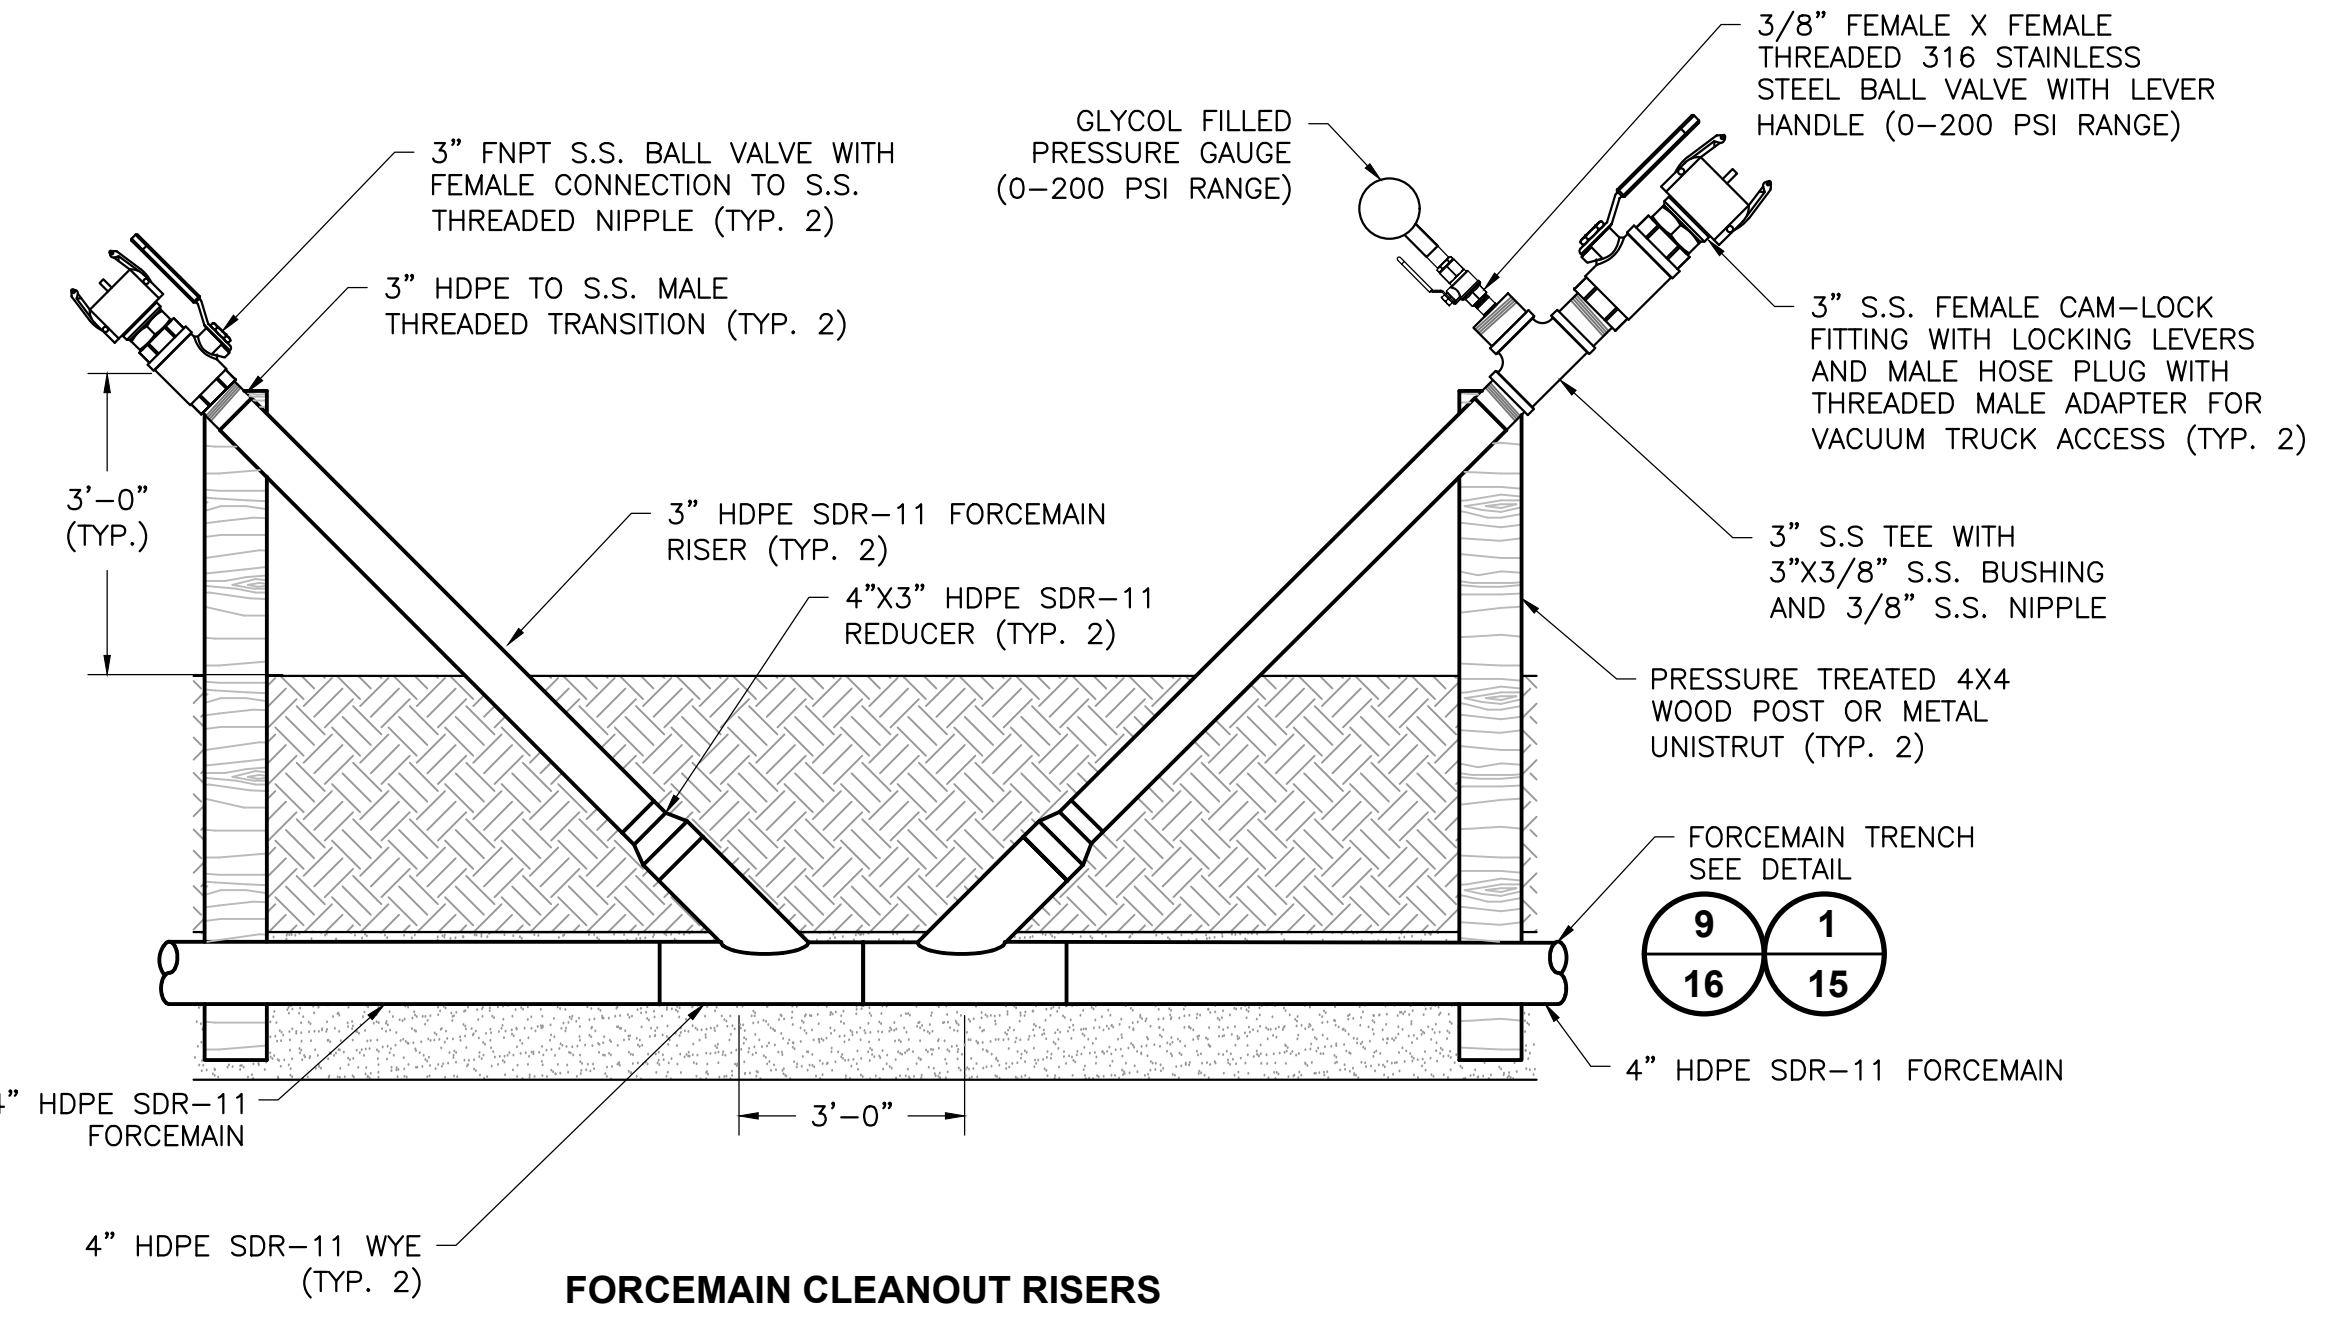 3/8" FEMALE X FEMALE
THREADED 316 STAINLESS
STEEL BALL VALVE WITH LEVER
HANDLE (0-200 PSI RANGE)
GLYCOL FILLED
PRESSURE GAUGE
(0-200 PSI RANGE)
3" FNPT S.S. BALL VALVE WITH
FEMALE CONNECTION TO S.S.
THREADED NIPPLE (TYP. 2)
3" HDPE TO S.S. MALE
THREADED TRANSITION (TYP. 2)
3" S.S. FEMALE CAM-LOCK
FITTING WITH LOCKING LEVERS
AND MALE HOSE PLUG WITH
THREADED MALE ADAPTER FOR
VACUUM TRUCK ACCESS (TYP. 2)
3'-0"
(TYP.)
3" HDPE SDR-11 FORCEMAIN
RISER (TYP. 2)
3" S.S TEE WITH
3"X3/8" S.S. BUSHING
AND 3/8" S.S. NIPPLE
4"X3" HDPE SDR-11
REDUCER (TYP. 2)
PRESSURE TREATED 4X4
WOOD POST OR METAL
UNISTRUT (TYP. 2)
FORCEMAIN TRENCH
SEE DETAIL
9 1
16 15
4" HDPE SDR-11 FORCEMAIN
4" HDPE SDR-11
FORCEMAIN
3'-0"
4" HDPE SDR-11 WYE
(TYP. 2)
FORCEMAIN CLEANOUT RISERS